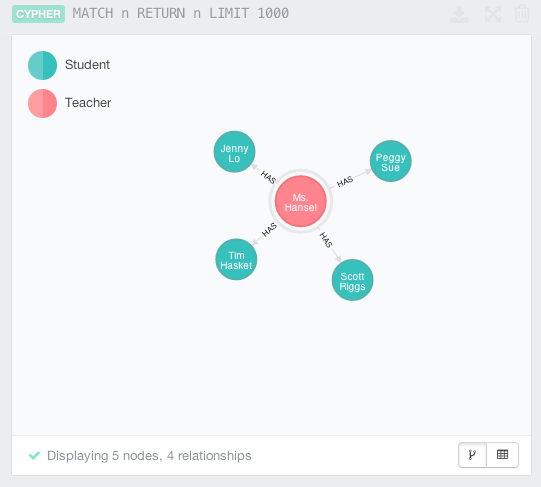 CYPHER MATCH n RETURN n LIMIT 1000
Student
Teacher
Jenny
Lo
HAS
Peggy
Sue
HAS
Ms.
Hansel
HAS
Tim
Hasket
HAS
Scott
Riggs
Displaying 5 nodes, 4 relationships